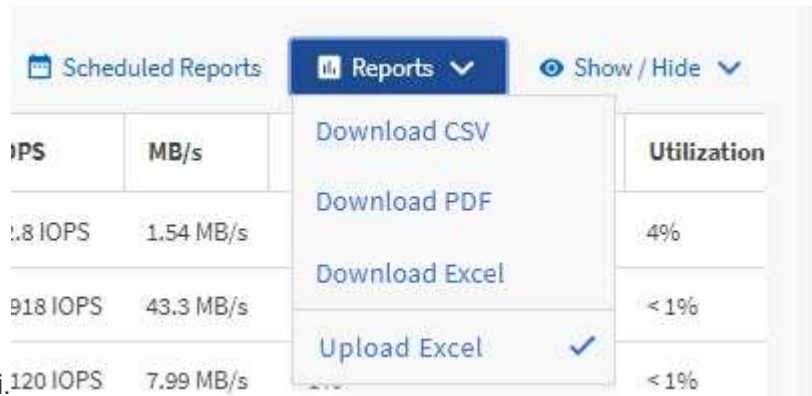 Scheduled Reports Reports Show / Hide
MB/s Download CSV Utilization
Download PDF
.8 IOPS 1.54 MB/s 4%
Download Excel
918 IOPS 43.3 MB/s < 1%
Upload Excel
120 IOPS 7.99 MB/s < 1%